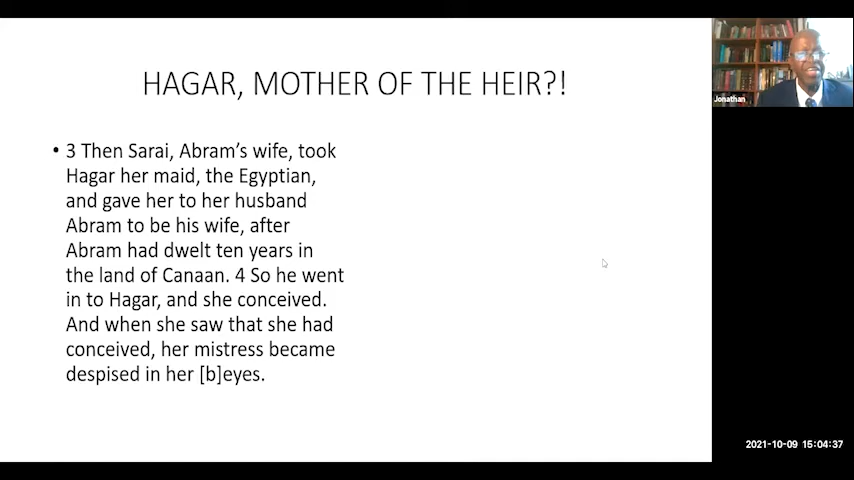 HAGAR, MOTHER OF THE HEIR?!
• 3 Then Sarai, Abram’s wife, took
Hagar her maid, the Egyptian,
and gave her to her husband
Abram to be his wife, after
Abram had dwelt ten years in
the land of Canaan. 4 So he went
in to Hagar, and she conceived.
And when she saw that she had
conceived, her mistress became
despised in her [b]eyes.
Jonathan
2021-10-09 15:04:37